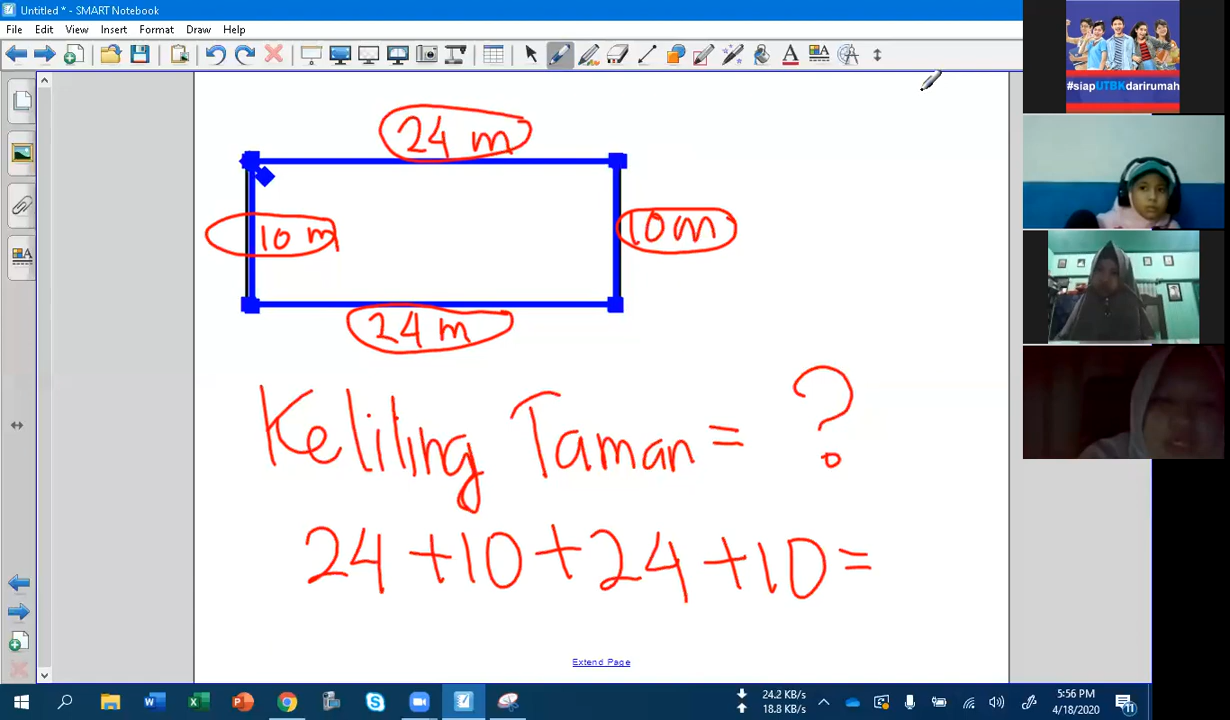 Untitled * - SMART Notebook
File Edit View Insert Format Draw Help
#siapUTBKdarirumah
24 m
10 m
10 m
24 m
Keliling Taman = ?
24 + 10 + 24 + 10 =
Extend Page
24.2 KB/s
18.8 KB/s
5:56 PM
4/18/2020
11